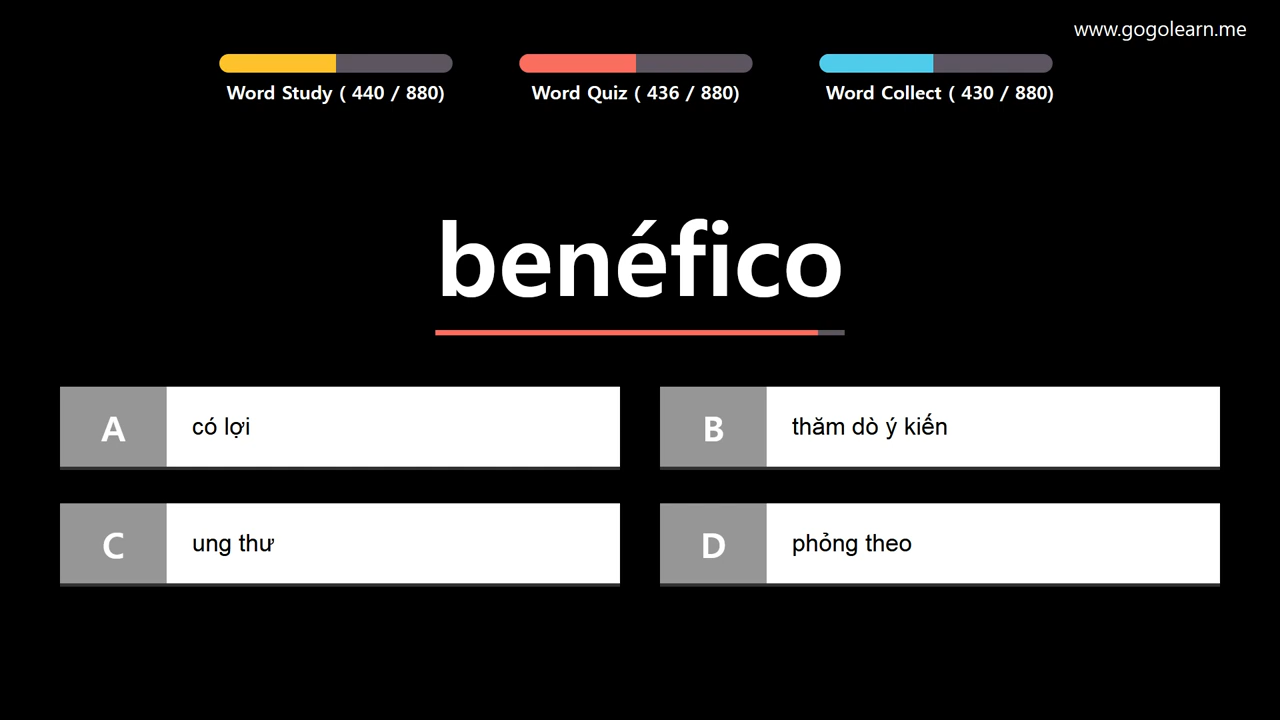 www.gogolearn.me
Word Study ( 440 / 880)
Word Quiz ( 436 / 880)
Word Collect ( 430 / 880)
benéfico
A
có lợi
B
thăm dò ý kiến
C
ung thư
D
phỏng theo